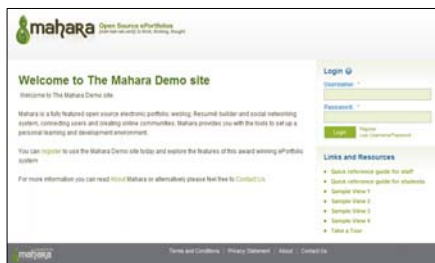 mahara
Open Source ePortfolios
Welcome to The Mahara Demo site
Welcome to The Mahara Demo site.
Mahara is a fully featured open source electronic portfolio, weblog, Resumé builder and social networking
system, connecting users and creating online communities. Mahara provides you with the tools to set up a
personal learning and development environment.
You can register to use the Mahara Demo site today and explore the features of this award winning ePortfolio
system
For more information you can read About Mahara or alternatively please feel free to Contact Us.
Login
Username: *
Password: *
Login
Register
Lost Username/Password
Links and Resources
Quick reference guide for staff
Quick reference guide for students
Sample View 1
Sample View 2
Sample View 3
Sample View 4
Take a Tour
mahara
Terms and Conditions | Privacy Statement | About | Contact Us